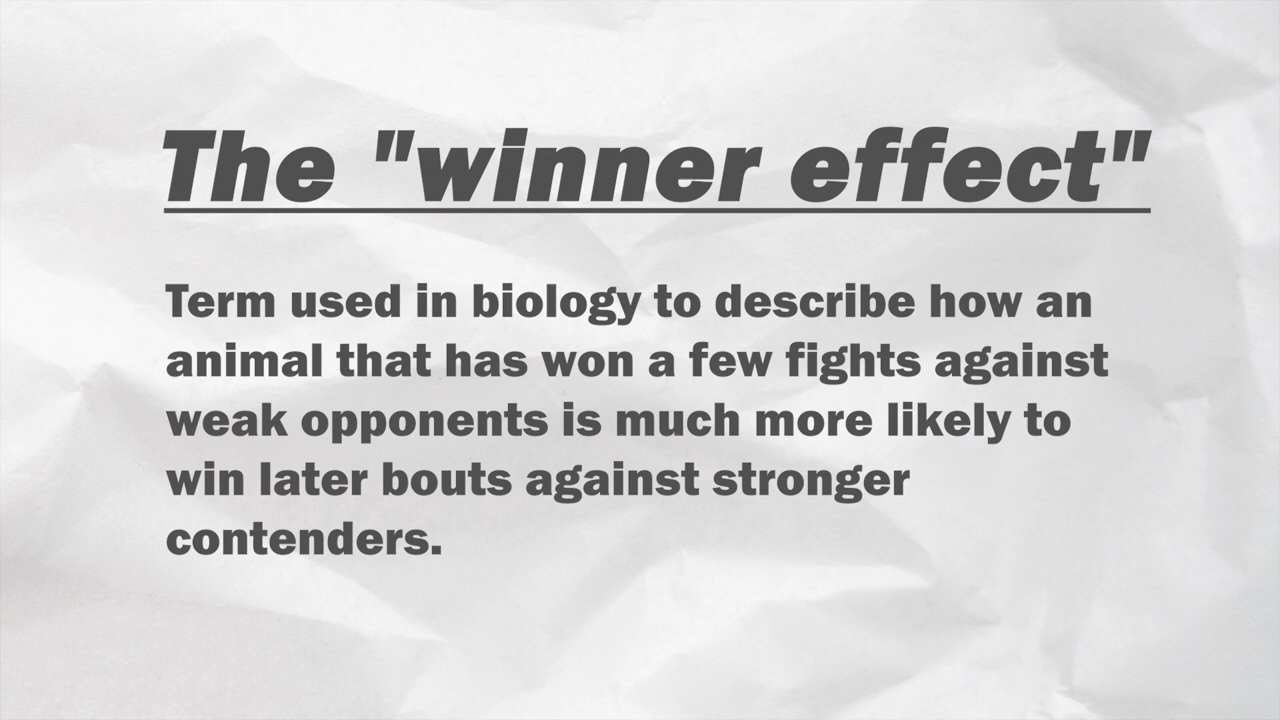 The "winner effect"
Term used in biology to describe how an
animal that has won a few fights against
weak opponents is much more likely to
win later bouts against stronger
contenders.